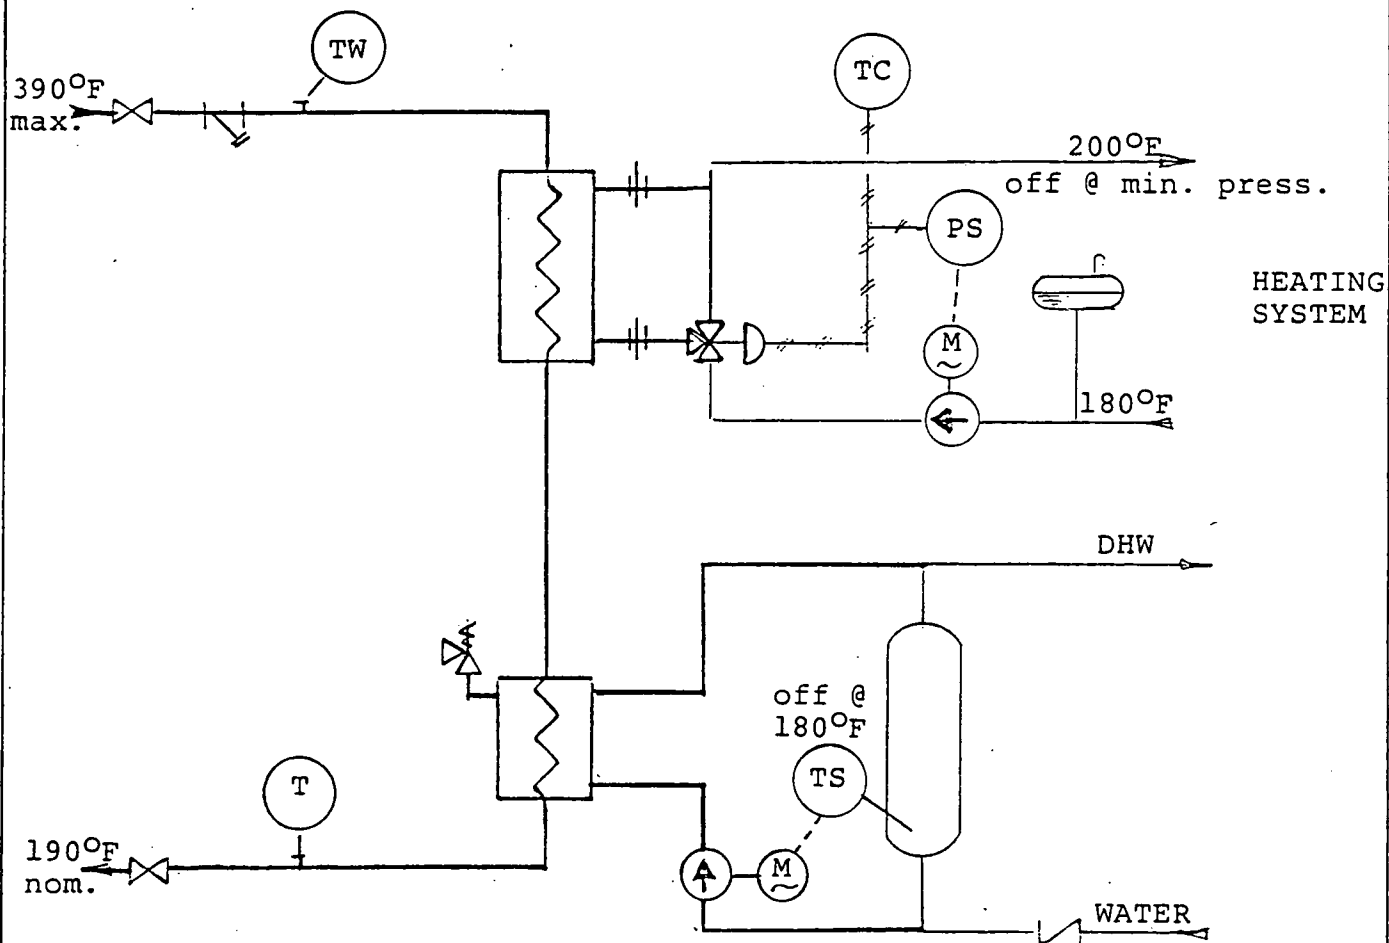 TW
TC
390°F
max.
200°F
off @ min. press.
PS
HEATING
SYSTEM
M
~
180°F
DHW
off @
180°F
TS
T
M
~
190°F
nom.
WATER